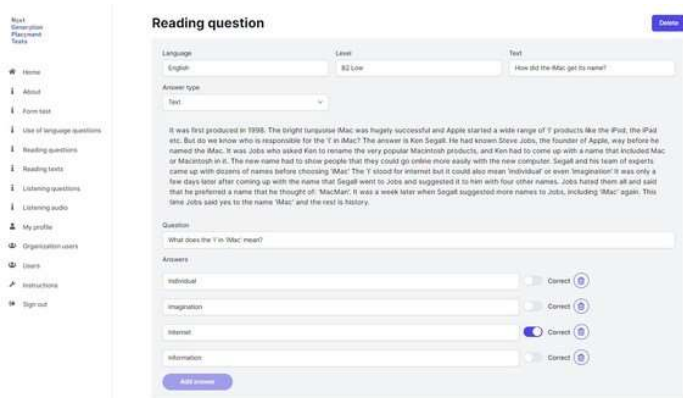 Next
Generation
Placement
Tests
Home
About
Form test
Use of language questions
Reading questions
Reading tests
Listening questions
Listening audio
My profile
Organization users
Users
Instructions
Sign out
Reading question
Delete
Language
Level
Text
English
B2 Low
How did the iMac get its name?
Answer type
Text
It was first produced in 1998. The bright turquoise iMac was hugely successful and Apple started a wide range of 'i' products like the iPod, the iPad
etc. But do we know who is responsible for the 'i' in iMac? The answer is Ken Segall. He had known Steve Jobs, the founder of Apple, way before he
named the iMac. It was Jobs who asked Ken to rename the very popular Macintosh products, and Ken had to come up with a name that included Mac
or Macintosh in it. The new name had to show people that they could go online more easily with the new computer. Segall and his team of experts
came up with dozens of names before choosing 'iMac' The 'i' stood for internet but it could also mean 'individual' or even 'imagination' It was only a
few days later after coming up with the name that Segall went to Jobs and suggested it to him with four other names. Jobs hated them all and said
that he preferred a name that he thought of: 'MacMan'. It was a week later when Segall suggested more names to Jobs, including 'iMac' again. This
time Jobs said yes to the name 'iMac' and the rest is history.
Question
What does the 'i' in 'iMac' mean?
Answers
Individual
Correct
Imagination
Correct
Internet
Correct
Information
Correct
Add answer